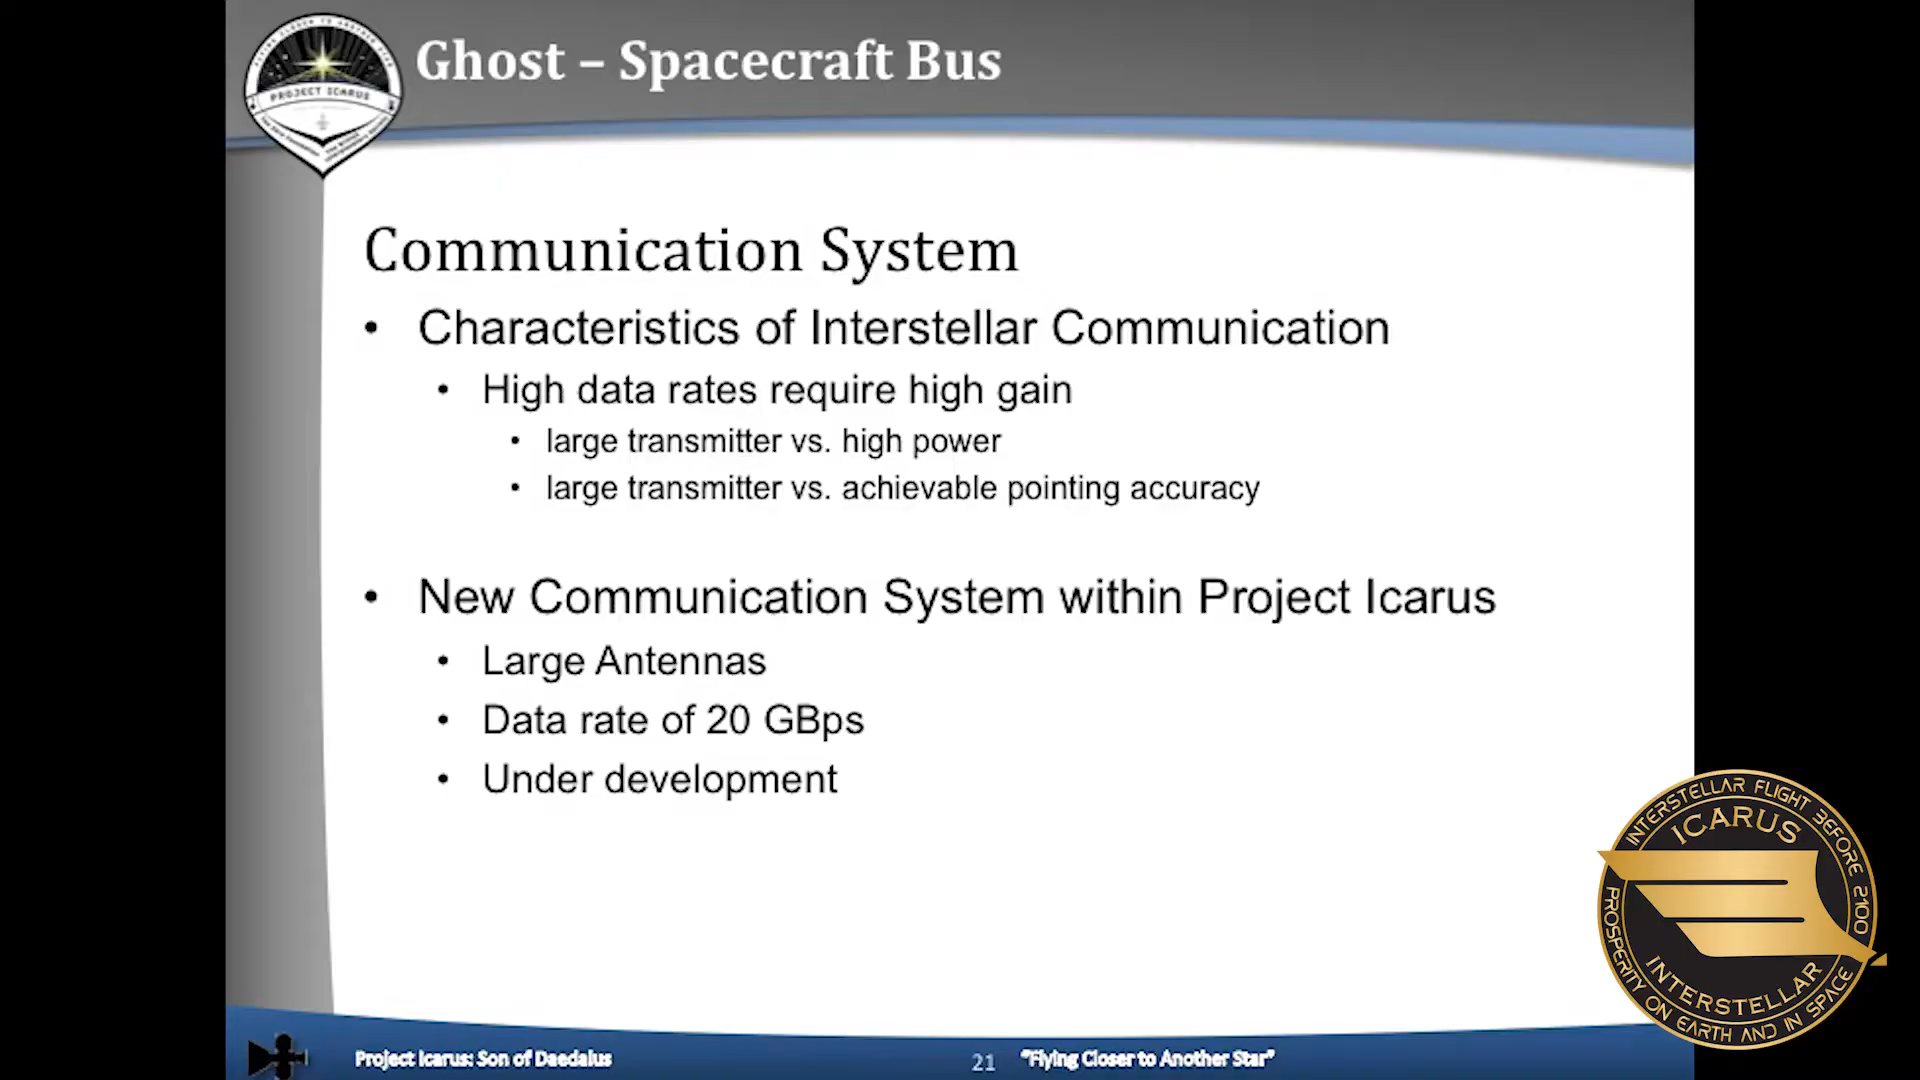 Ghost – Spacecraft Bus
PROJECT ICARUS
Communication System
• Characteristics of Interstellar Communication
• High data rates require high gain
• large transmitter vs. high power
• large transmitter vs. achievable pointing accuracy
• New Communication System within Project Icarus
• Large Antennas
• Data rate of 20 GBps
• Under development
INTERSTELLAR FLIGHT BEFORE 2100
ICARUS
INTERSTELLAR
PROSPERITY ON EARTH AND IN SPACE
Project Icarus: Son of Daedalus
21
"Flying Closer to Another Star"